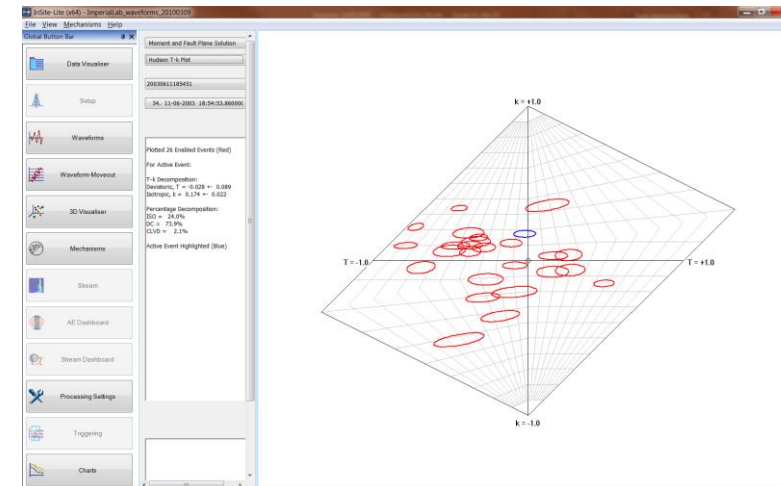 InSite-Lite (x64) - ImperialLab_waveforms_20100309
File View Mechanisms Help
Global Button Bar
Data Visualiser
Setup
Waveforms
Waveform-Moveout
3D Visualiser
Mechanisms
Stream
AE Dashboard
Stream Dashboard
Processing Settings
Triggering
Charts
Moment and Fault Plane Solution
Hudson T-k Plot
20030611185451
34. 11-06-2003 18:54:53.860000
Plotted 26 Enabled Events (Red)
For Active Event:
T-k Decomposition:
Deviatoric, T = -0.028 +- 0.089
Isotropic, k = 0.174 +- 0.022
Percentage Decomposition:
ISO = 24.0%
DC = 73.9%
CLVD = 2.1%
Active Event Highlighted (Blue)
k = +1.0
T = -1.0
T = +1.0
k = -1.0